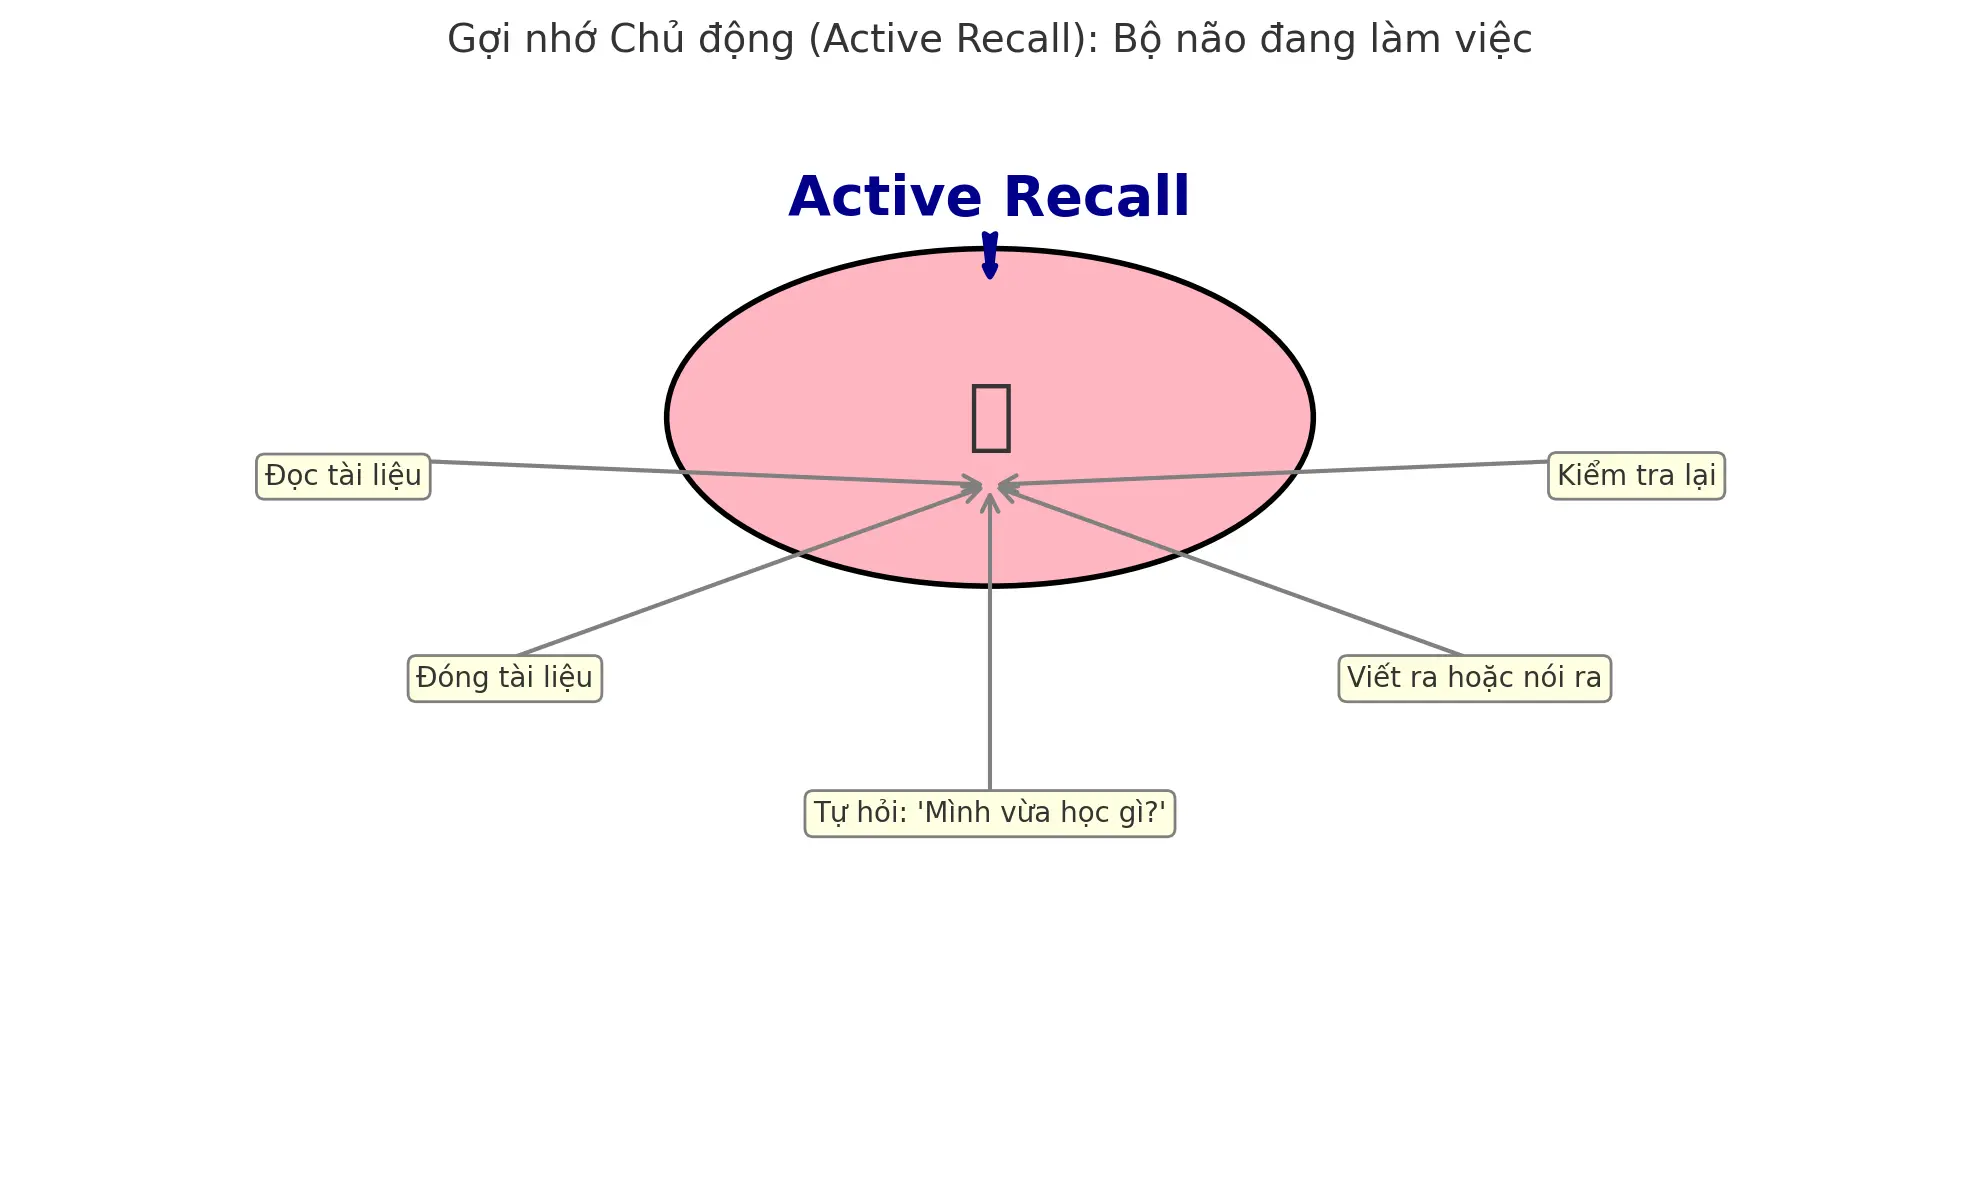 Gợi nhớ Chủ động (Active Recall): Bộ não đang làm việc
Active Recall
Đọc tài liệu
Kiểm tra lại
Đóng tài liệu
Viết ra hoặc nói ra
Tự hỏi: 'Mình vừa học gì?'